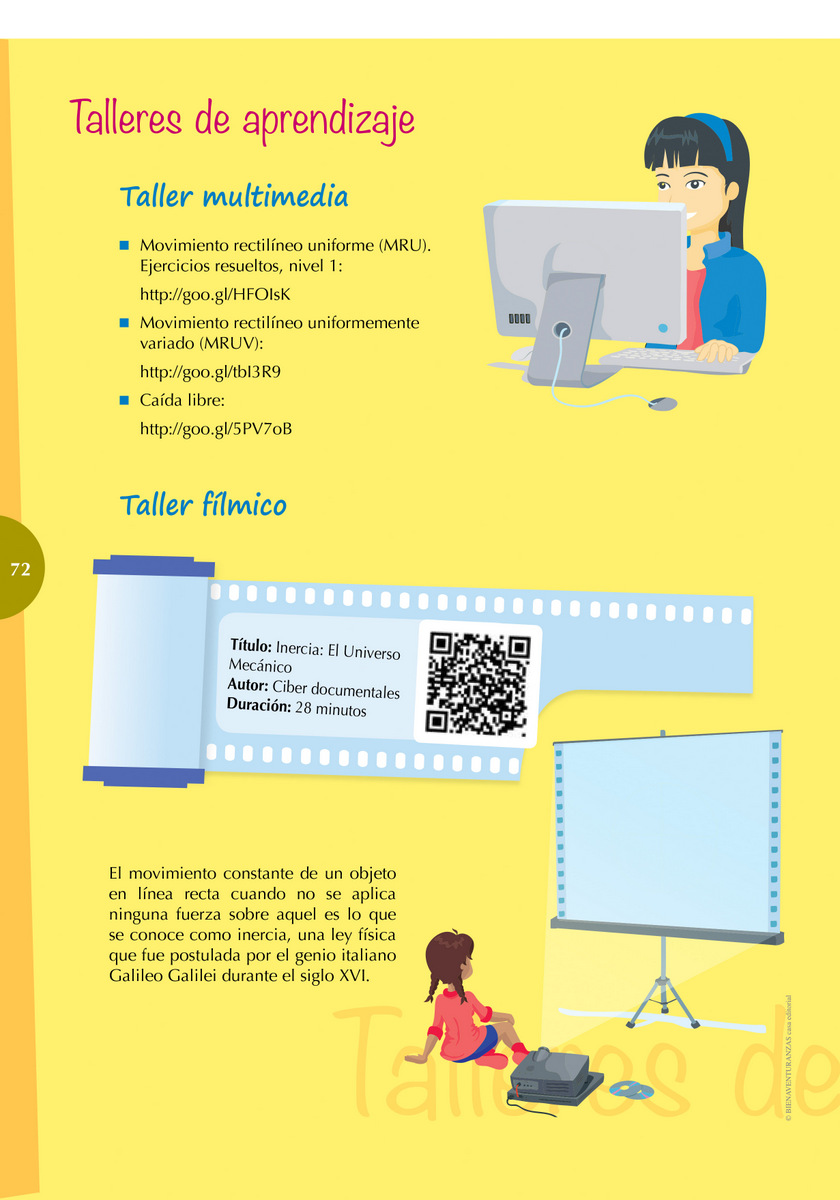 Talleres de aprendizaje
Taller multimedia
Movimiento rectilíneo uniforme (MRU).
Ejercicios resueltos, nivel 1:
http://goo.gl/HFOIsK
Movimiento rectilíneo uniformemente
variado (MRUV):
http://goo.gl/tbI3R9
Caída libre:
http://goo.gl/5PV7oB
Taller fílmico
72
Título: Inercia: El Universo
Mecánico
Autor: Ciber documentales
Duración: 28 minutos
El movimiento constante de un objeto
en línea recta cuando no se aplica
ninguna fuerza sobre aquel es lo que
se conoce como inercia, una ley física
que fue postulada por el genio italiano
Galileo Galilei durante el siglo XVI.
Talleres de
© BIENAVENTURANZAS casa editorial